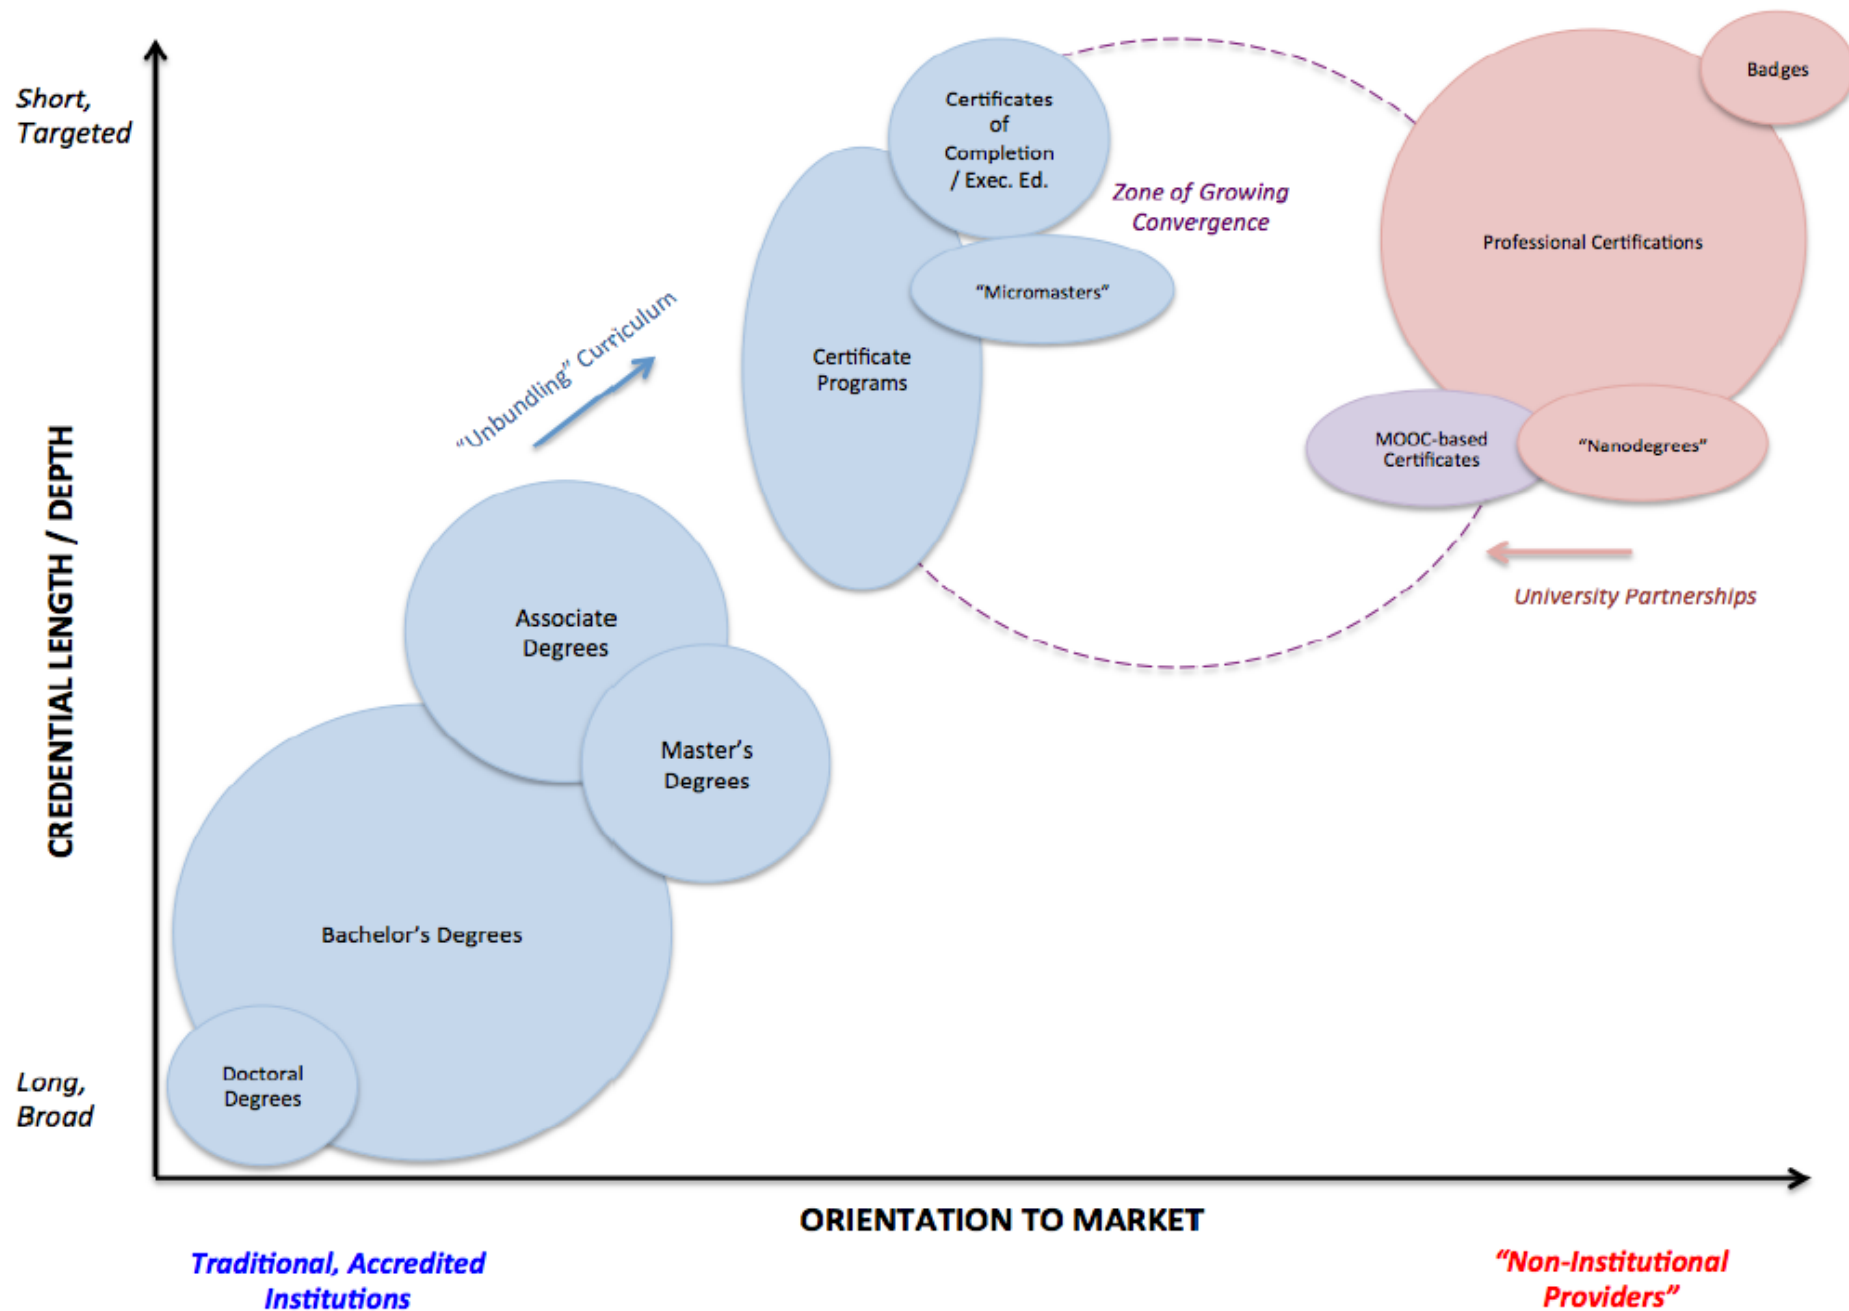 Short,
Targeted
Certificates
of
Completion
/ Exec. Ed.
Badges
Zone of Growing
Convergence
Professional Certifications
“Micromasters”
“Unbundling” Curriculum
Certificate
Programs
MOOC-based
Certificates
“Nanodegrees”
University Partnerships
CREDENTIAL LENGTH / DEPTH
Associate
Degrees
Master’s
Degrees
Bachelor’s Degrees
Doctoral
Degrees
Long,
Broad
ORIENTATION TO MARKET
Traditional, Accredited
Institutions
“Non-Institutional
Providers”